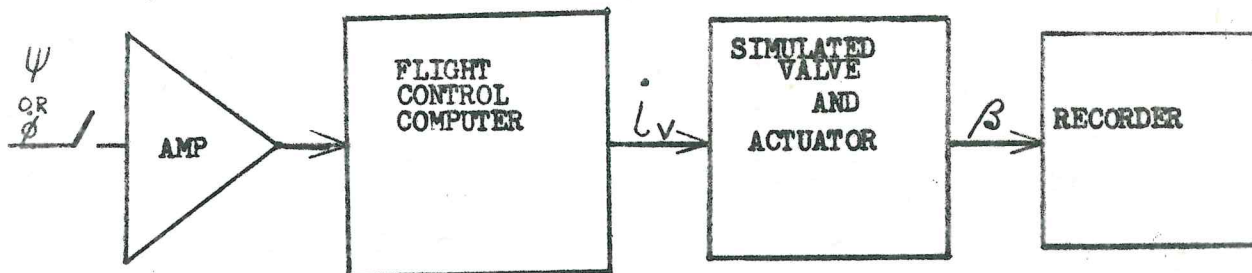 ψ
OR
φ̇
AMP
FLIGHT
CONTROL
COMPUTER
i_v
SIMULATED
VALVE
AND
ACTUATOR
β
RECORDER